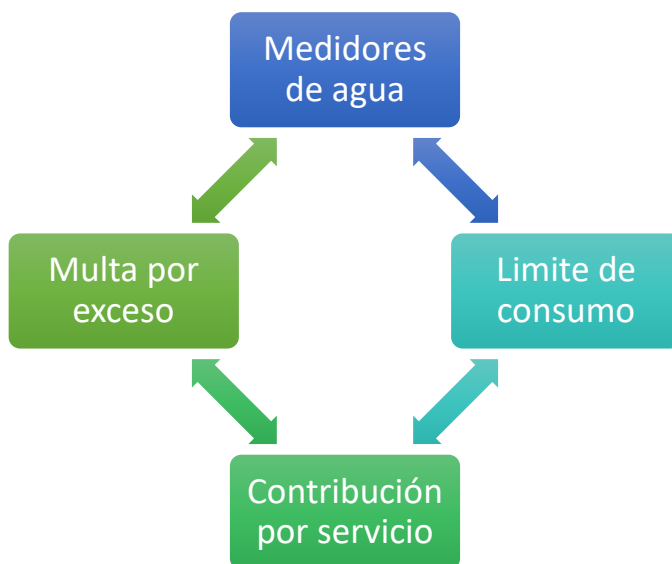 Medidores
de agua
Multa por
exceso
Limite de
consumo
Contribución
por servicio